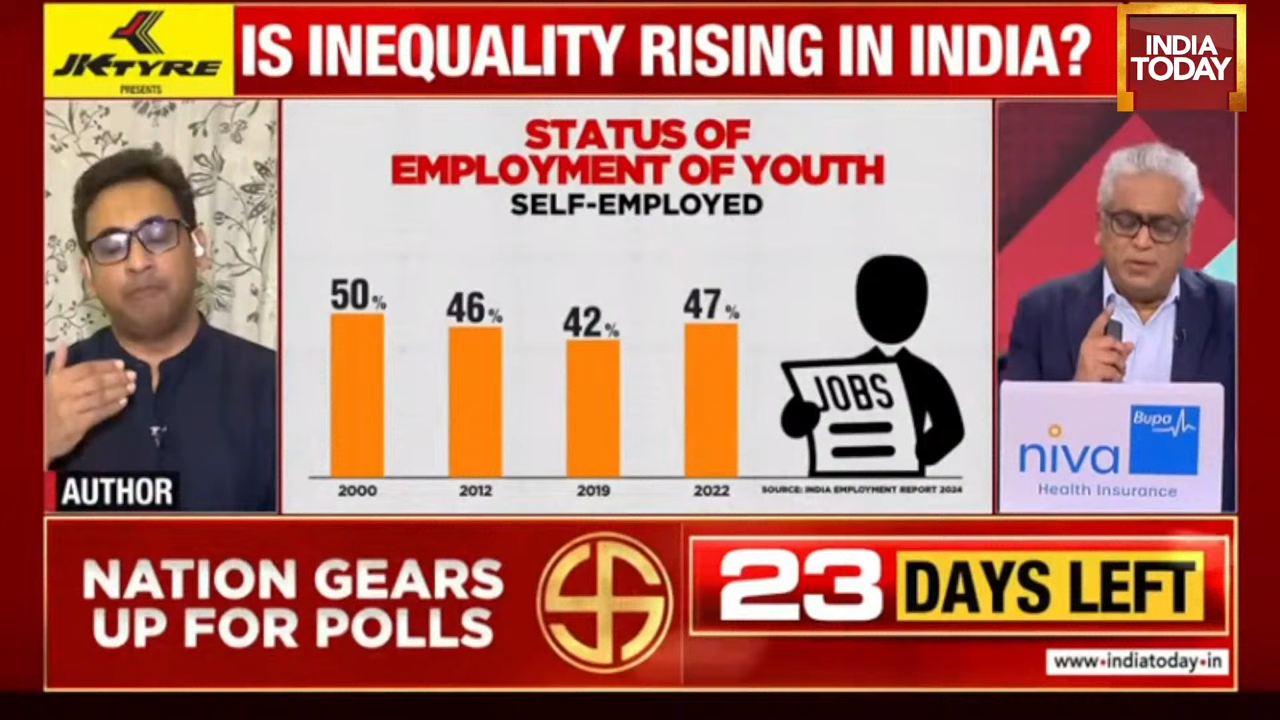 JK TYRE
PRESENTS
IS INEQUALITY RISING IN INDIA?
INDIA
TODAY
STATUS OF
EMPLOYMENT OF YOUTH
SELF-EMPLOYED
50%
46%
42%
47%
JOBS
2000
2012
2019
2022
SOURCE: INDIA EMPLOYMENT REPORT 2024
AUTHOR
niva
Bupa
Health Insurance
NATION GEARS
UP FOR POLLS
23
DAYS LEFT
www.indiatoday.in